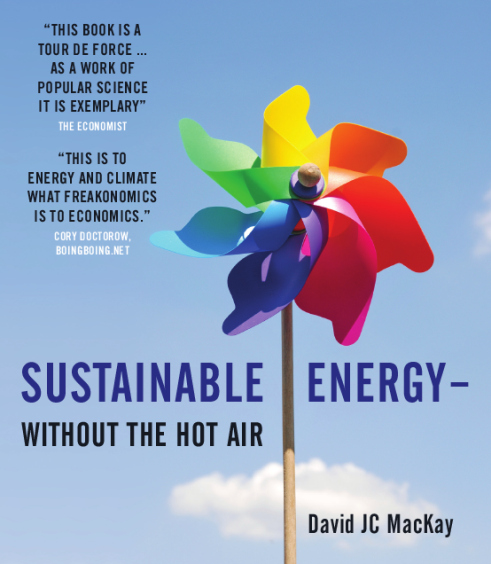 “THIS BOOK IS A
TOUR DE FORCE ...
AS A WORK OF
POPULAR SCIENCE
IT IS EXEMPLARY”
THE ECONOMIST
“THIS IS TO
ENERGY AND CLIMATE
WHAT FREAKONOMICS
IS TO ECONOMICS.”
CORY DOCTOROW,
BOINGBOING.NET
SUSTAINABLE ENERGY–
WITHOUT THE HOT AIR
David JC MacKay